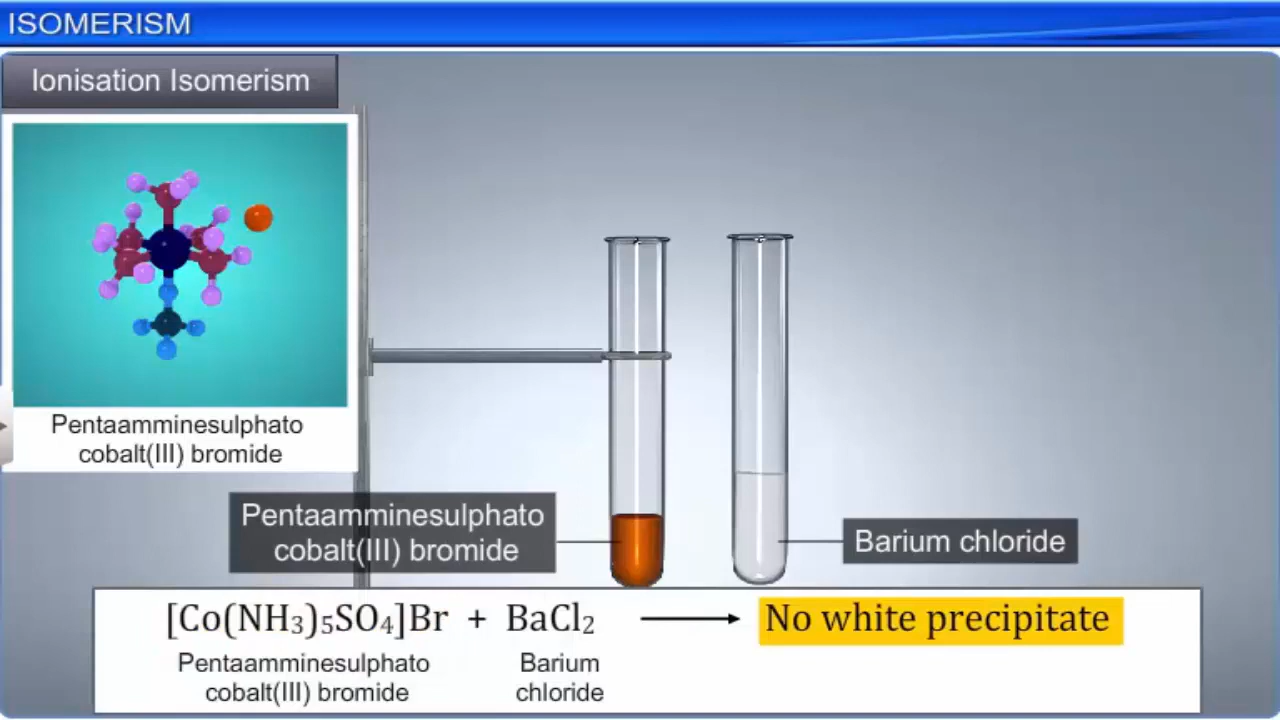 ISOMERISM
Ionisation Isomerism
Pentaamminesulphato
cobalt(III) bromide
Pentaamminesulphato
cobalt(III) bromide
Barium chloride
[Co(NH₃)₅SO₄]Br + BaCl₂ ⟶ No white precipitate
Pentaamminesulphato Barium
cobalt(III) bromide chloride